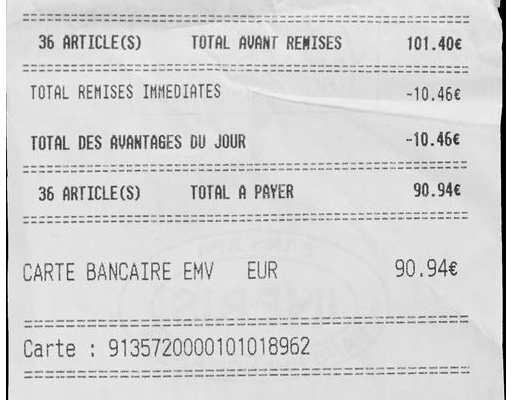 ================================================
36 ARTICLE(S) TOTAL AVANT REMISES 101.40€
================================================
TOTAL REMISES IMMEDIATES -10.46€
TOTAL DES AVANTAGES DU JOUR -10.46€
================================================
36 ARTICLE(S) TOTAL A PAYER 90.94€
================================================
CARTE BANCAIRE EMV EUR 90.94€
================================================
Carte : 9135720000101018962
================================================